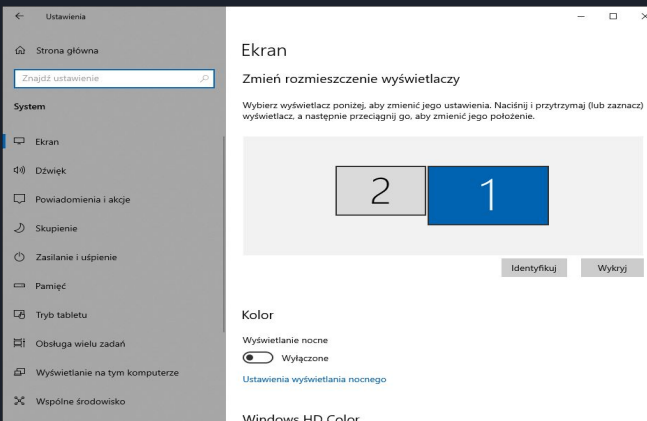 Ustawienia
Strona główna
Znajdź ustawienie
System
Ekran
Dźwięk
Powiadomienia i akcje
Skupienie
Zasilanie i uśpienie
Pamięć
Tryb tabletu
Obsługa wielu zadań
Wyświetlanie na tym komputerze
Wspólne środowisko
Ekran
Zmień rozmieszczenie wyświetlaczy
Wybierz wyświetlacz poniżej, aby zmienić jego ustawienia. Naciśnij i przytrzymaj (lub zaznacz)
wyświetlacz, a następnie przeciągnij go, aby zmienić jego położenie.
2 1
Identyfikuj Wykryj
Kolor
Wyświetlanie nocne
Wyłączone
Ustawienia wyświetlania nocnego
Windows HD Color